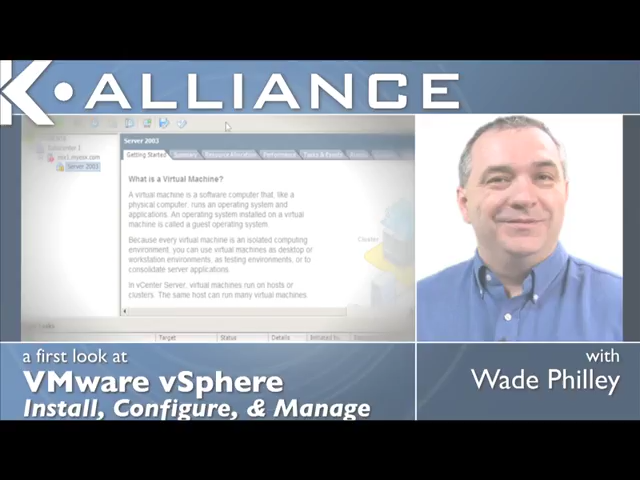 K•ALLIANCE
Server 2003
Getting Started Summary Resource Allocation Performance Tasks & Events
Server 2003
What is a Virtual Machine?
A virtual machine is a software computer that, like a
physical computer, runs an operating system and
applications. An operating system installed on a virtual
machine is called a guest operating system.
Because every virtual machine is an isolated computing
environment, you can use virtual machines as desktop or
workstation environments, as testing environments, or to
consolidate server applications.
In vCenter Server, virtual machines run on hosts or
clusters. The same host can run many virtual machines.
Cluster
Target Status Details
a first look at
VMware vSphere
Install, Configure, & Manage
with
Wade Philley